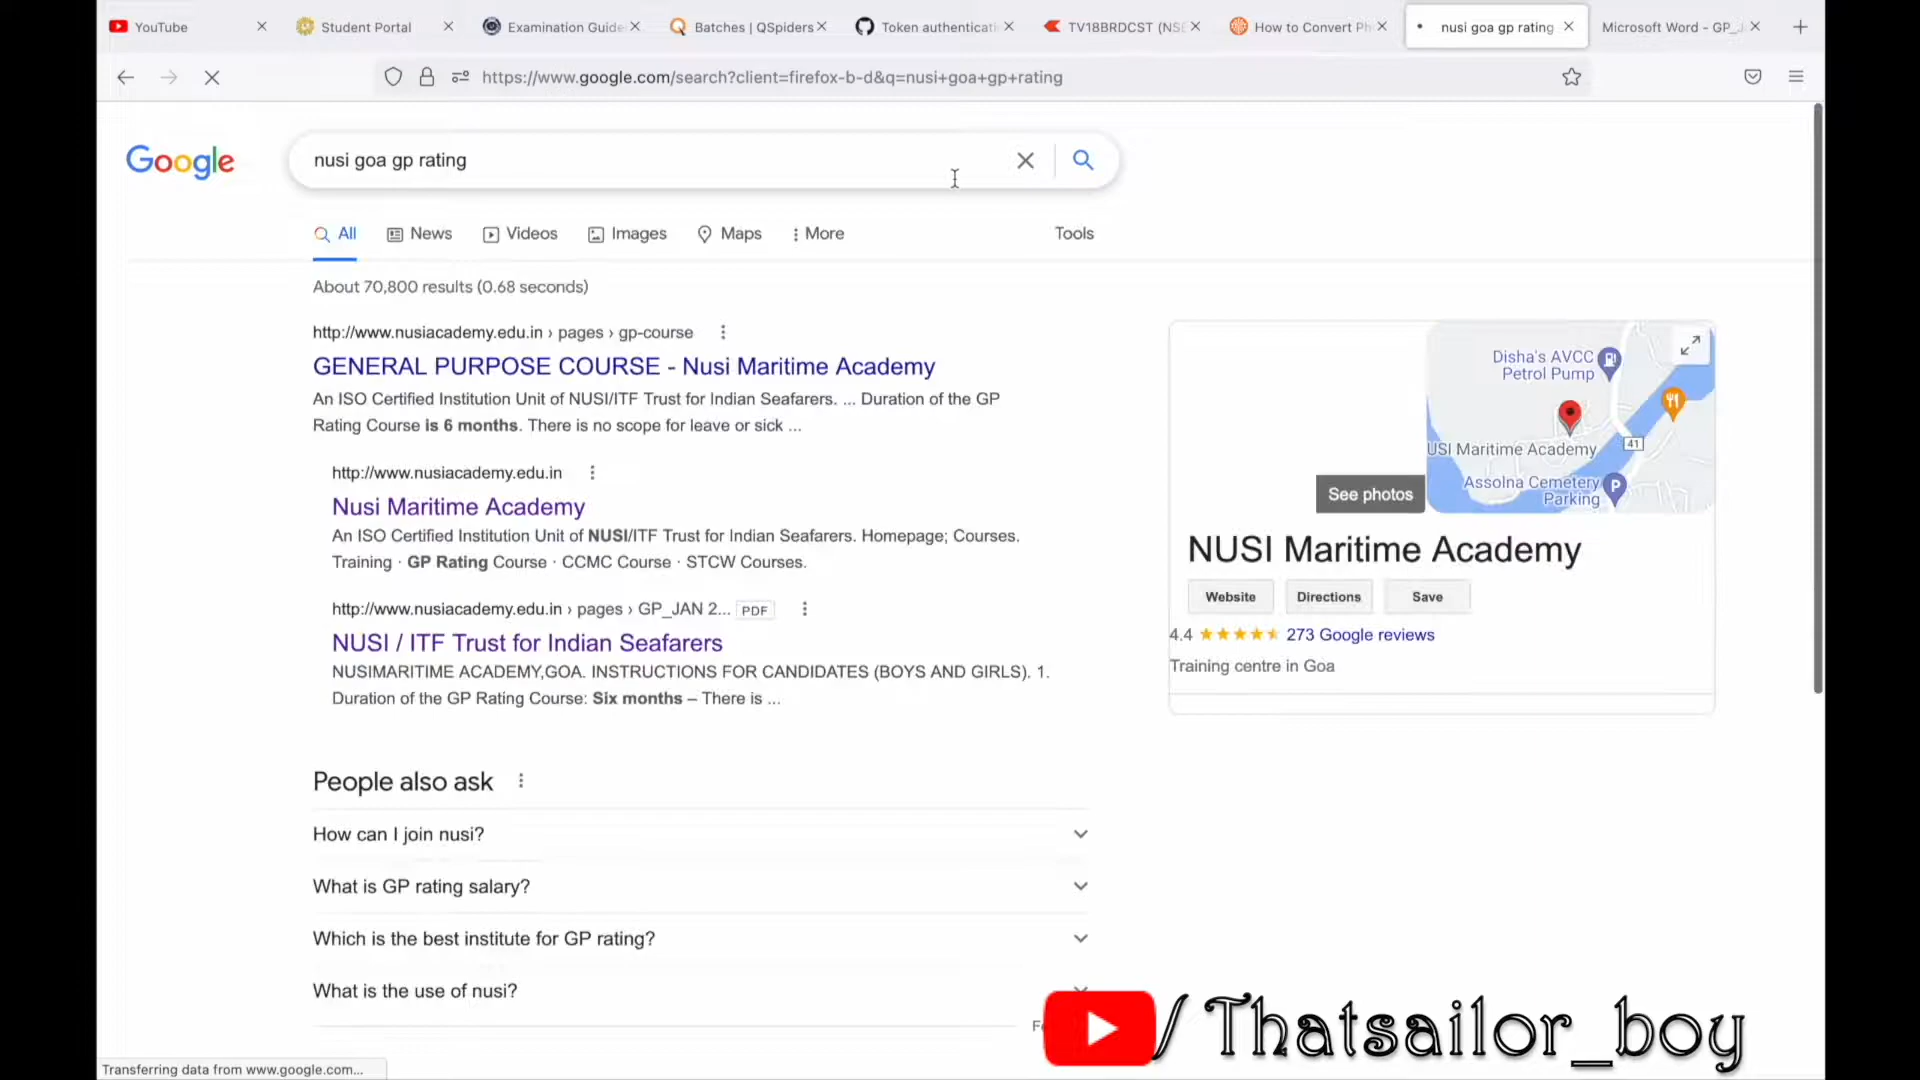 YouTube
Student Portal
Examination Guide
Batches | QSpiders
Token authenticati
TV18BRDCST (NSE
How to Convert Ph
nusi goa gp rating
Microsoft Word - GP_J
https://www.google.com/search?client=firefox-b-d&q=nusi+goa+gp+rating
Google
nusi goa gp rating
All
News
Videos
Images
Maps
More
Tools
About 70,800 results (0.68 seconds)
http://www.nusiacademy.edu.in › pages › gp-course
GENERAL PURPOSE COURSE - Nusi Maritime Academy
An ISO Certified Institution Unit of NUSI/ITF Trust for Indian Seafarers. ... Duration of the GP
Rating Course is 6 months. There is no scope for leave or sick ...
http://www.nusiacademy.edu.in
Nusi Maritime Academy
An ISO Certified Institution Unit of NUSI/ITF Trust for Indian Seafarers. Homepage; Courses.
Training · GP Rating Course · CCMC Course · STCW Courses.
http://www.nusiacademy.edu.in › pages › GP_JAN 2... PDF
NUSI / ITF Trust for Indian Seafarers
NUSIMARITIME ACADEMY,GOA. INSTRUCTIONS FOR CANDIDATES (BOYS AND GIRLS). 1.
Duration of the GP Rating Course: Six months – There is ...
People also ask
How can I join nusi?
What is GP rating salary?
Which is the best institute for GP rating?
What is the use of nusi?
Disha's AVCC
Petrol Pump
USI Maritime Academy
41
Assolna Cemetery
Parking
P
See photos
NUSI Maritime Academy
Website
Directions
Save
4.4
273 Google reviews
Training centre in Goa
/ Thatsailor_boy
Transferring data from www.google.com...